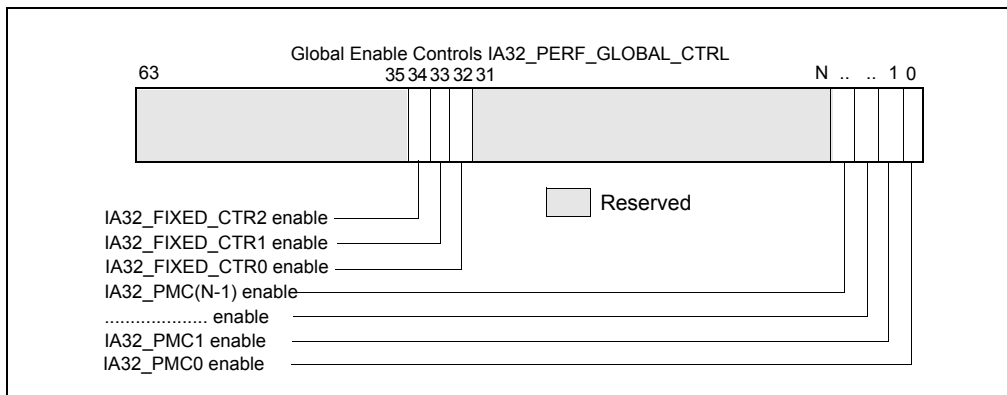 Global Enable Controls IA32_PERF_GLOBAL_CTRL
63 35 34 33 32 31 N .. .. 1 0
Reserved
IA32_FIXED_CTR2 enable
IA32_FIXED_CTR1 enable
IA32_FIXED_CTR0 enable
IA32_PMC(N-1) enable
.................... enable
IA32_PMC1 enable
IA32_PMC0 enable